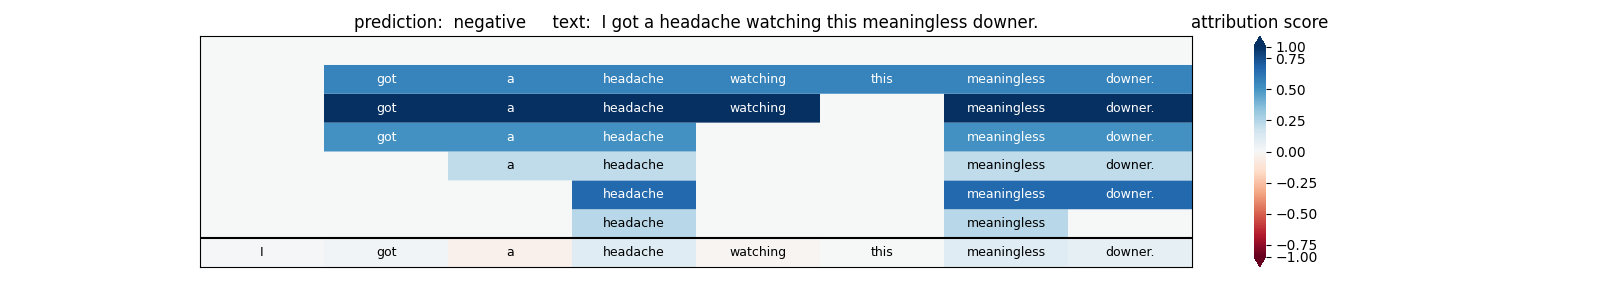 prediction:  negative     text:  I got a headache watching this meaningless downer.
attribution score
got a headache watching this meaningless downer.
got a headache watching meaningless downer.
got a headache meaningless downer.
a headache meaningless downer.
headache meaningless downer.
headache meaningless
I got a headache watching this meaningless downer.
1.00
0.75
0.50
0.25
0.00
−0.25
−0.50
−0.75
−1.00